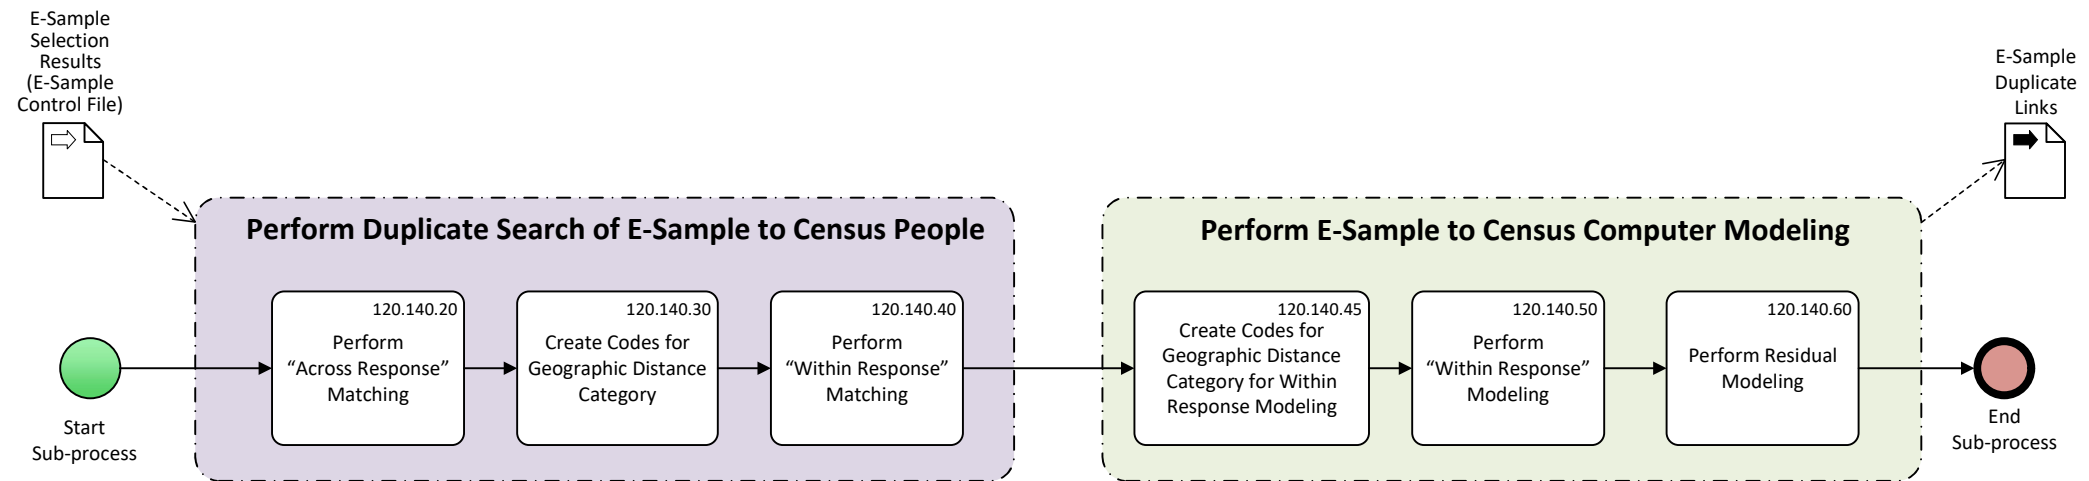 E-Sample
Selection
Results
(E-Sample
Control File)
E-Sample
Duplicate
Links
Perform Duplicate Search of E-Sample to Census People
Perform E-Sample to Census Computer Modeling
120.140.20
Perform
“Across Response”
Matching
120.140.30
Create Codes for
Geographic Distance
Category
120.140.40
Perform
“Within Response”
Matching
120.140.45
Create Codes for
Geographic Distance
Category for Within
Response Modeling
120.140.50
Perform
“Within Response”
Modeling
120.140.60
Perform Residual
Modeling
Start
Sub-process
End
Sub-process